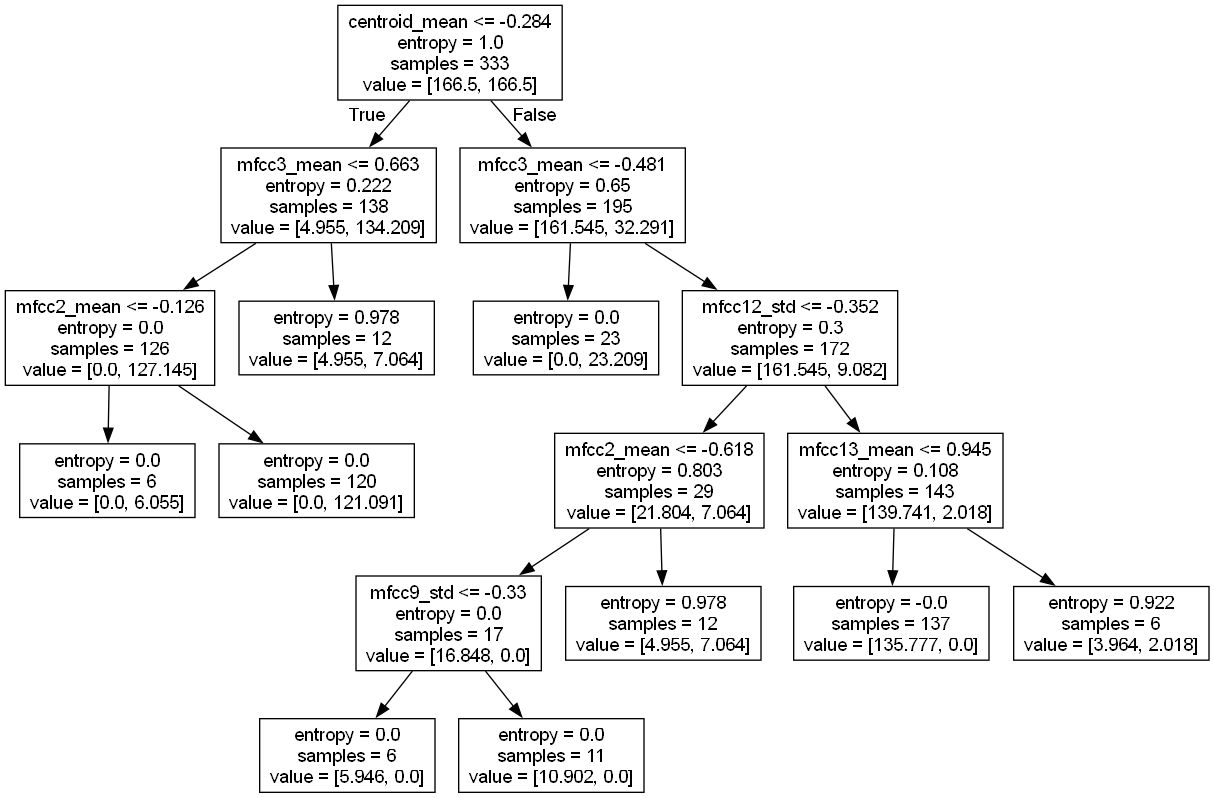 centroid_mean <= -0.284
entropy = 1.0
samples = 333
value = [166.5, 166.5]
True
False
mfcc3_mean <= 0.663
entropy = 0.222
samples = 138
value = [4.955, 134.209]
mfcc3_mean <= -0.481
entropy = 0.65
samples = 195
value = [161.545, 32.291]
mfcc2_mean <= -0.126
entropy = 0.0
samples = 126
value = [0.0, 127.145]
entropy = 0.978
samples = 12
value = [4.955, 7.064]
entropy = 0.0
samples = 23
value = [0.0, 23.209]
mfcc12_std <= -0.352
entropy = 0.3
samples = 172
value = [161.545, 9.082]
entropy = 0.0
samples = 6
value = [0.0, 6.055]
entropy = 0.0
samples = 120
value = [0.0, 121.091]
mfcc2_mean <= -0.618
entropy = 0.803
samples = 29
value = [21.804, 7.064]
mfcc13_mean <= 0.945
entropy = 0.108
samples = 143
value = [139.741, 2.018]
mfcc9_std <= -0.33
entropy = 0.0
samples = 17
value = [16.848, 0.0]
entropy = 0.978
samples = 12
value = [4.955, 7.064]
entropy = -0.0
samples = 137
value = [135.777, 0.0]
entropy = 0.922
samples = 6
value = [3.964, 2.018]
entropy = 0.0
samples = 6
value = [5.946, 0.0]
entropy = 0.0
samples = 11
value = [10.902, 0.0]